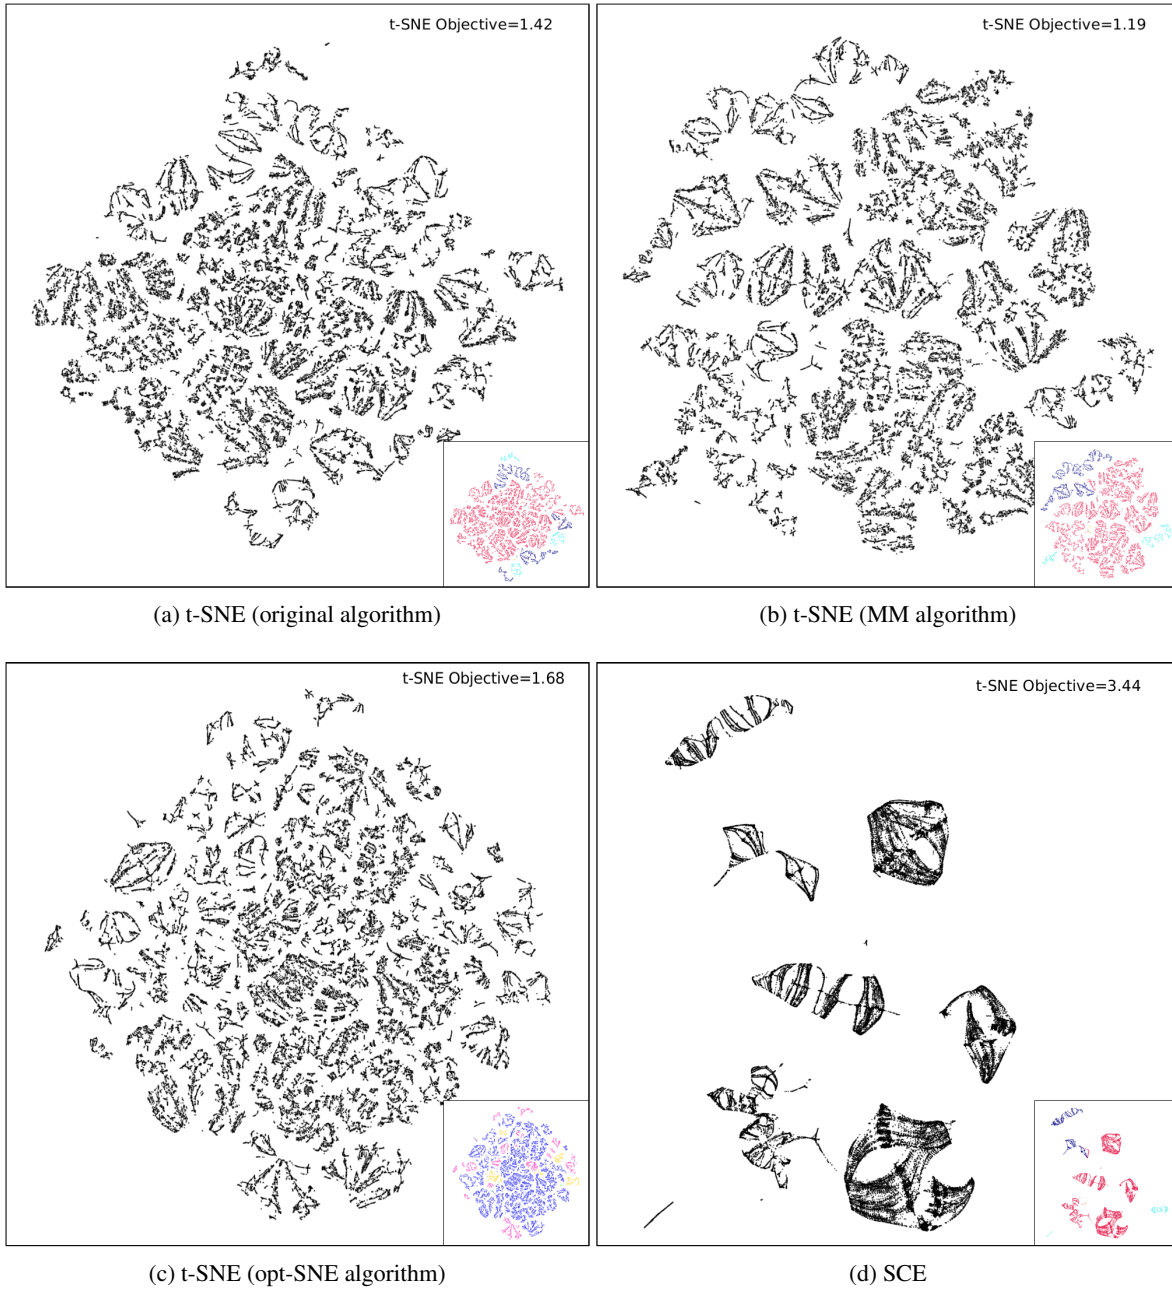 t-SNE Objective=1.42
t-SNE Objective=1.19
(a) t-SNE (original algorithm)
(b) t-SNE (MM algorithm)
t-SNE Objective=1.68
t-SNE Objective=3.44
(c) t-SNE (opt-SNE algorithm)
(d) SCE